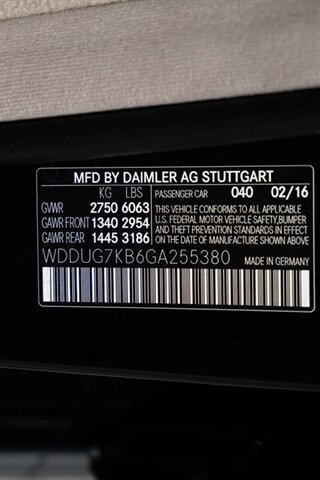 MFD BY DAIMLER AG STUTTGART
KG LBS PASSENGER CAR 040 02/16
GVWR 2750 6063 THIS VEHICLE CONFORMS TO ALL APPLICABLE
GAWR FRONT 1340 2954 U.S. FEDERAL MOTOR VEHICLE SAFETY,BUMPER
GAWR REAR 1445 3186 AND THEFT PREVENTION STANDARDS IN EFFECT
ON THE DATE OF MANUFACTURE SHOWN ABOVE.
WDDUG7KB6GA255380 MADE IN GERMANY